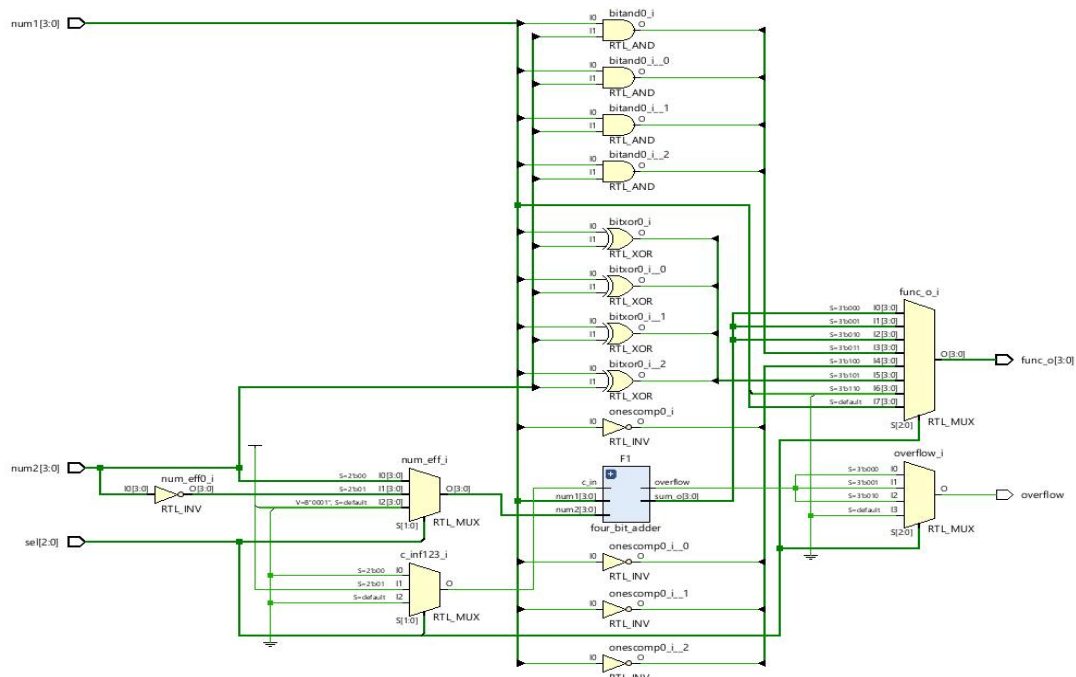 num1[3:0]
bitand0_i
I0
O
I1
RTL_AND
bitand0_i__0
I0
O
I1
RTL_AND
bitand0_i__1
I0
O
I1
RTL_AND
bitand0_i__2
I0
O
I1
RTL_AND
bitxor0_i
I0
O
I1
RTL_XOR
bitxor0_i__0
I0
O
I1
RTL_XOR
bitxor0_i__1
I0
O
I1
RTL_XOR
bitxor0_i__2
I0
O
I1
RTL_XOR
onescomp0_i
I0
O
RTL_INV
func_o_i
S=3'b000 I0[3:0]
S=3'b001 I1[3:0]
S=3'b010 I2[3:0]
S=3'b011 I3[3:0]
S=3'b100 I4[3:0]
S=3'b101 I5[3:0]
S=3'b110 I6[3:0]
S=default I7[3:0]
O[3:0]
S[2:0]
RTL_MUX
func_o[3:0]
num2[3:0]
num_eff0_i
I0[3:0]
O[3:0]
RTL_INV
num_eff_i
S=2'b00 I0[3:0]
S=2'b01 I1[3:0]
V=B"0001", S=default I2[3:0]
O[3:0]
S[1:0]
RTL_MUX
F1
c_in
num1[3:0]
num2[3:0]
overflow
sum_o[3:0]
four_bit_adder
overflow_i
S=3'b000 I0
S=3'b001 I1
S=3'b010 I2
S=default I3
O
S[2:0]
RTL_MUX
overflow
sel[2:0]
c_inf123_i
S=2'b00 I0
S=2'b01 I1
S=default I2
O
S[1:0]
RTL_MUX
onescomp0_i__0
I0
O
RTL_INV
onescomp0_i__1
I0
O
RTL_INV
onescomp0_i__2
I0
O
RTL_INV